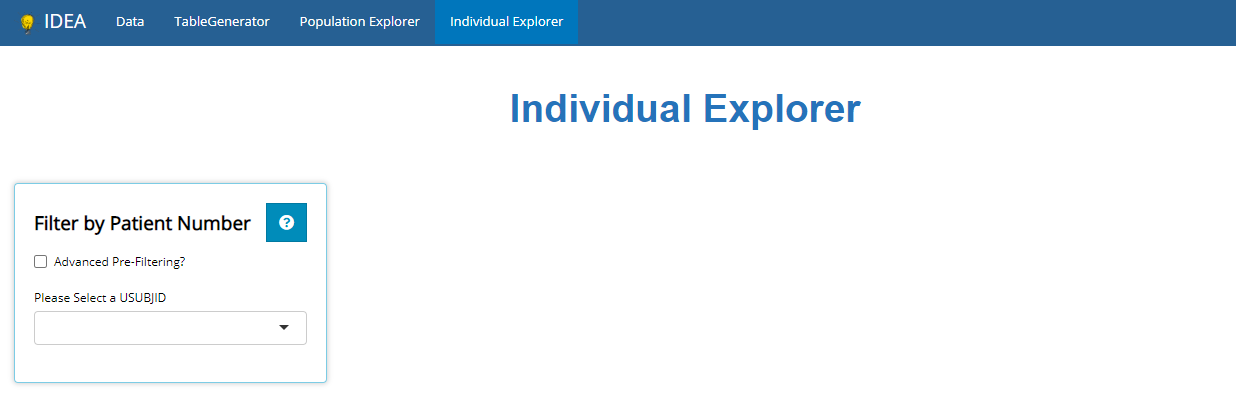 IDEA Data TableGenerator Population Explorer Individual Explorer
Individual Explorer
Filter by Patient Number ?
Advanced Pre-Filtering?
Please Select a USUBJID